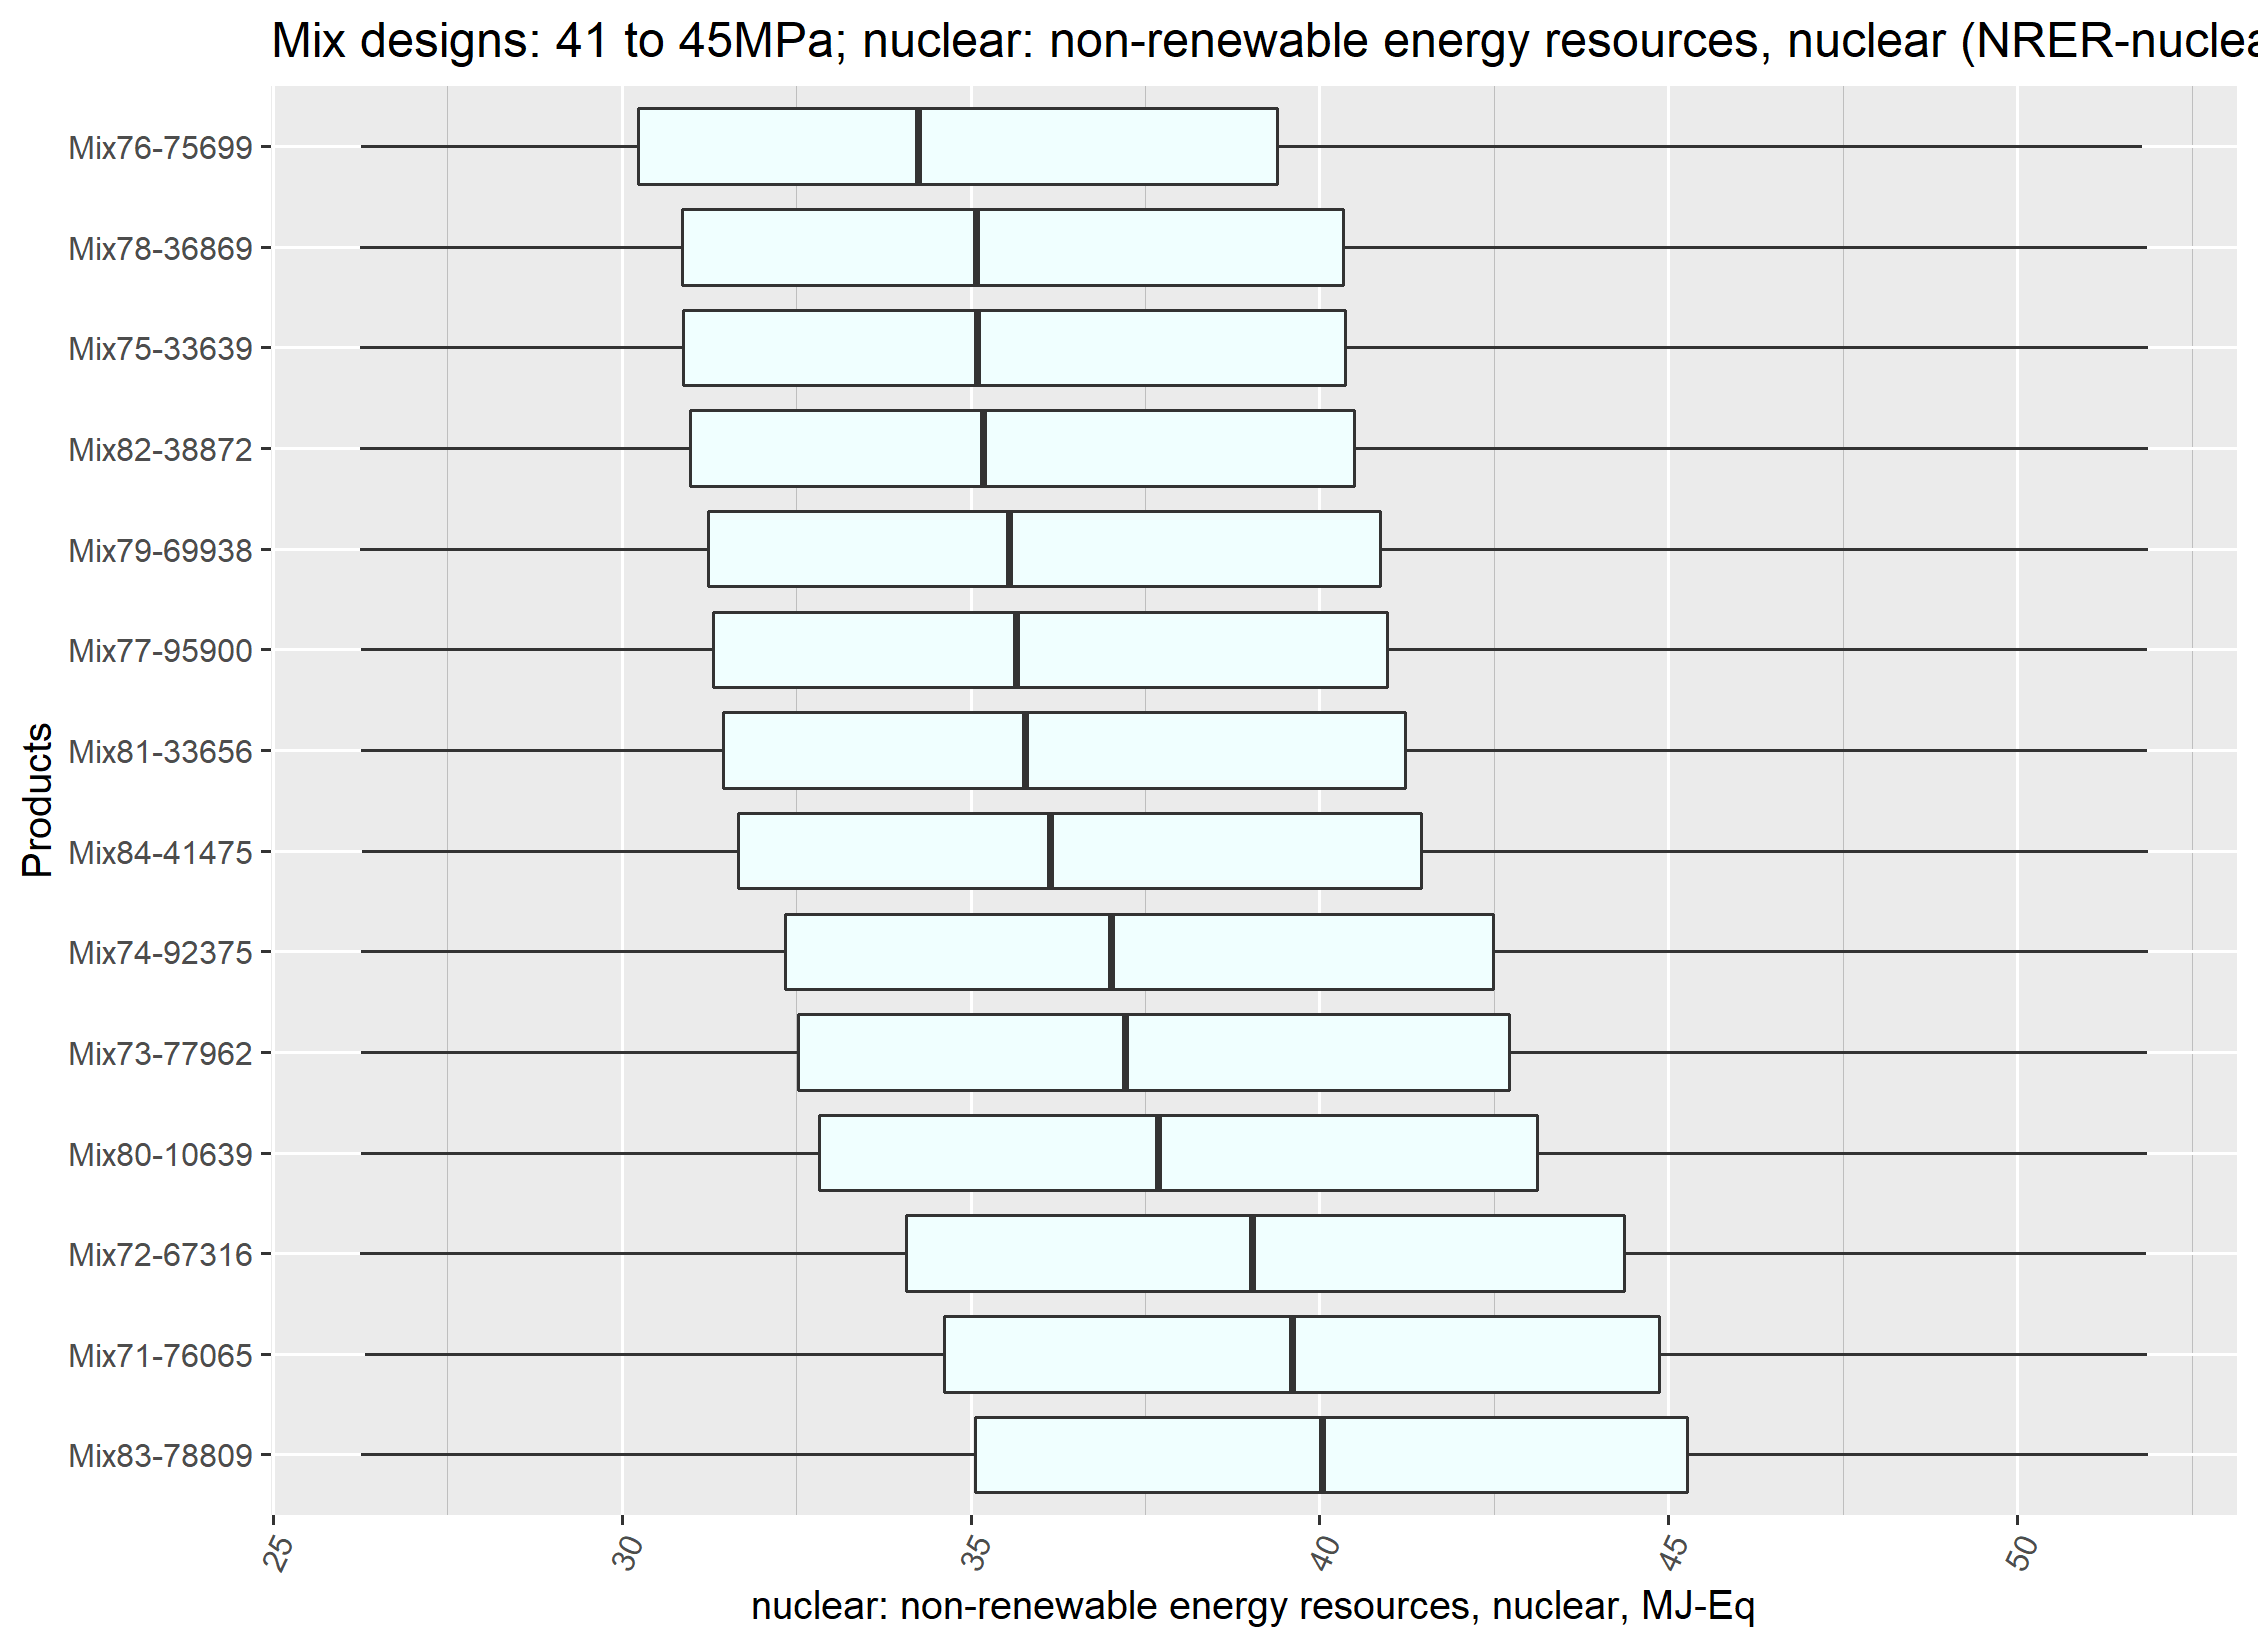 Mix designs: 41 to 45MPa; nuclear: non-renewable energy resources, nuclear (NRER-nuclea
Mix76-75699
Mix78-36869
Mix75-33639
Mix82-38872
Mix79-69938
Mix77-95900
Mix81-33656
Mix84-41475
Mix74-92375
Mix73-77962
Mix80-10639
Mix72-67316
Mix71-76065
Mix83-78809
Products
25 30 35 40 45 50
nuclear: non-renewable energy resources, nuclear, MJ-Eq